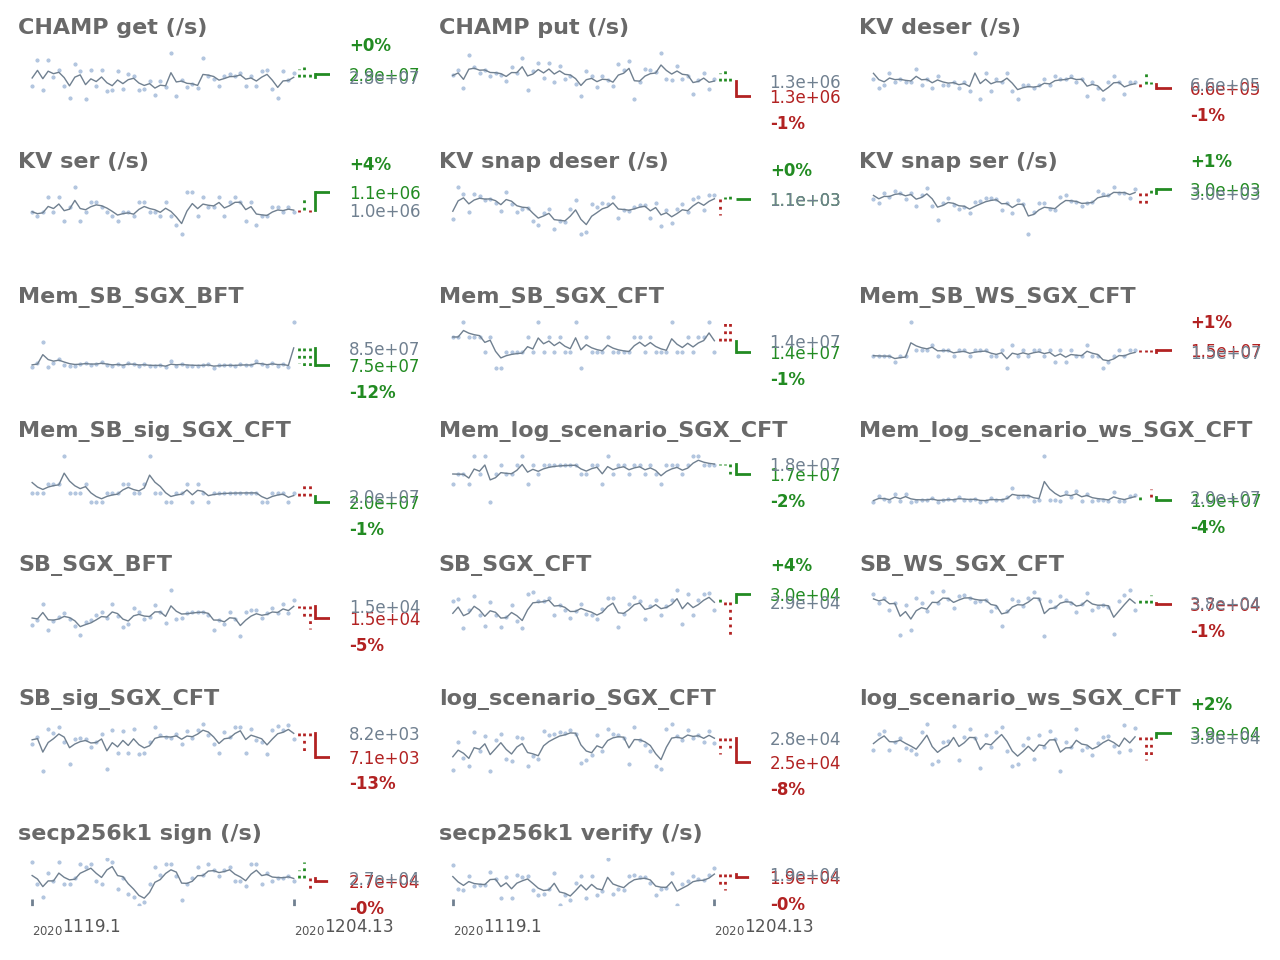 CHAMP get (/s)
+0%
2.9e+07
CHAMP put (/s)
1.3e+06
1.3e+06
-1%
KV deser (/s)
6.6e+05
6.6e+05
-1%
KV ser (/s)
+4%
1.1e+06
1.0e+06
KV snap deser (/s)
+0%
1.1e+03
KV snap ser (/s)
+1%
3.0e+03
3.0e+03
Mem_SB_SGX_BFT
8.5e+07
7.5e+07
-12%
Mem_SB_SGX_CFT
1.4e+07
1.4e+07
-1%
Mem_SB_WS_SGX_CFT
+1%
1.5e+07
1.5e+07
Mem_SB_sig_SGX_CFT
2.0e+07
2.0e+07
-1%
Mem_log_scenario_SGX_CFT
1.8e+07
1.7e+07
-2%
Mem_log_scenario_ws_SGX_CFT
2.0e+07
1.9e+07
-4%
SB_SGX_BFT
1.5e+04
1.5e+04
-5%
SB_SGX_CFT
+4%
3.0e+04
2.9e+04
SB_WS_SGX_CFT
3.7e+04
-1%
SB_sig_SGX_CFT
8.2e+03
7.1e+03
-13%
log_scenario_SGX_CFT
2.8e+04
2.5e+04
-8%
log_scenario_ws_SGX_CFT
+2%
3.9e+04
3.8e+04
secp256k1 sign (/s)
2.7e+04
2.7e+04
-0%
2020 1119.1
2020 1204.13
secp256k1 verify (/s)
1.9e+04
1.9e+04
-0%
2020 1119.1
2020 1204.13